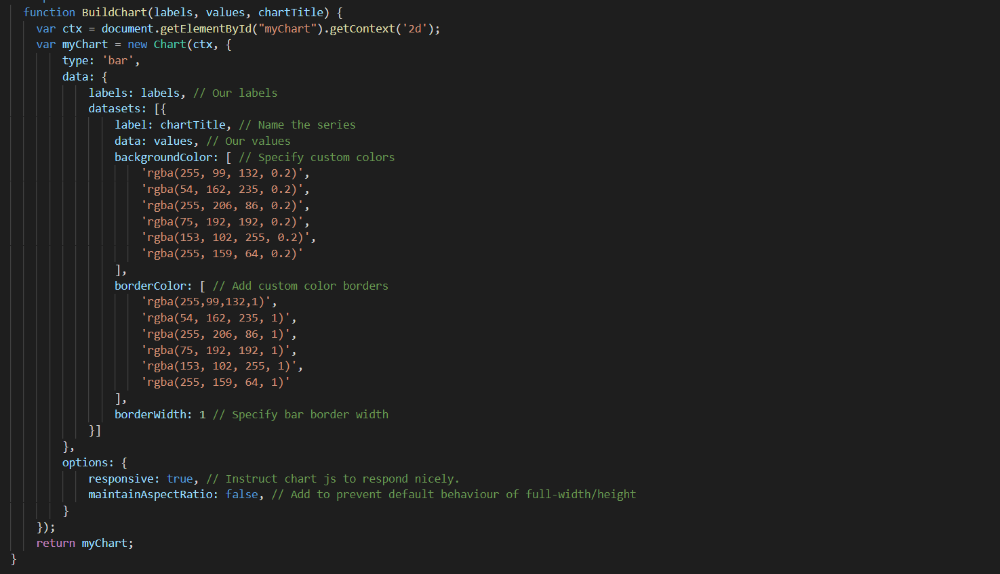 function BuildChart(labels, values, chartTitle) {
var ctx = document.getElementById("myChart").getContext('2d');
var myChart = new Chart(ctx, {
type: 'bar',
data: {
labels: labels, // Our labels
datasets: [{
label: chartTitle, // Name the series
data: values, // Our values
backgroundColor: [ // Specify custom colors
'rgba(255, 99, 132, 0.2)',
'rgba(54, 162, 235, 0.2)',
'rgba(255, 206, 86, 0.2)',
'rgba(75, 192, 192, 0.2)',
'rgba(153, 102, 255, 0.2)',
'rgba(255, 159, 64, 0.2)'
],
borderColor: [ // Add custom color borders
'rgba(255,99,132,1)',
'rgba(54, 162, 235, 1)',
'rgba(255, 206, 86, 1)',
'rgba(75, 192, 192, 1)',
'rgba(153, 102, 255, 1)',
'rgba(255, 159, 64, 1)'
],
borderWidth: 1 // Specify bar border width
}]
},
options: {
responsive: true, // Instruct chart js to respond nicely.
maintainAspectRatio: false, // Add to prevent default behaviour of full-width/height
}
});
return myChart;
}